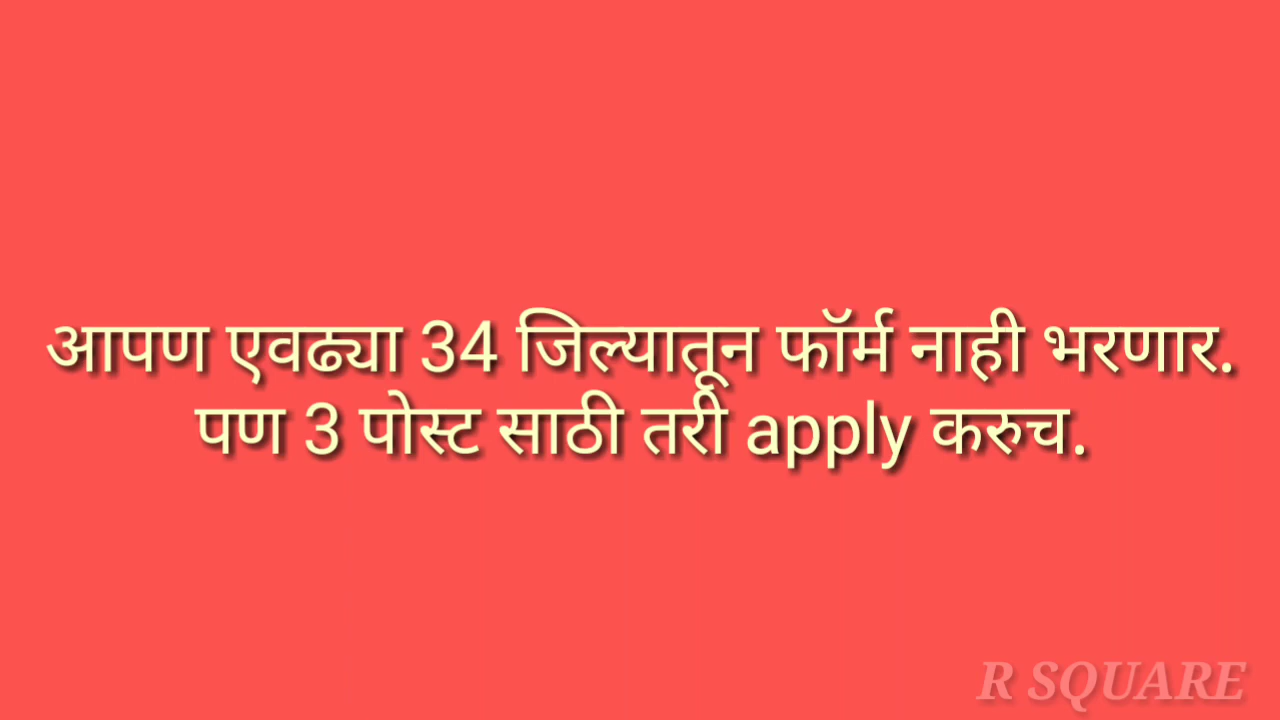 आपण एवढ्या 34 जिल्यातून फॉर्म नाही भरणार.
पण 3 पोस्ट साठी तरी apply करुच.
R SQUARE